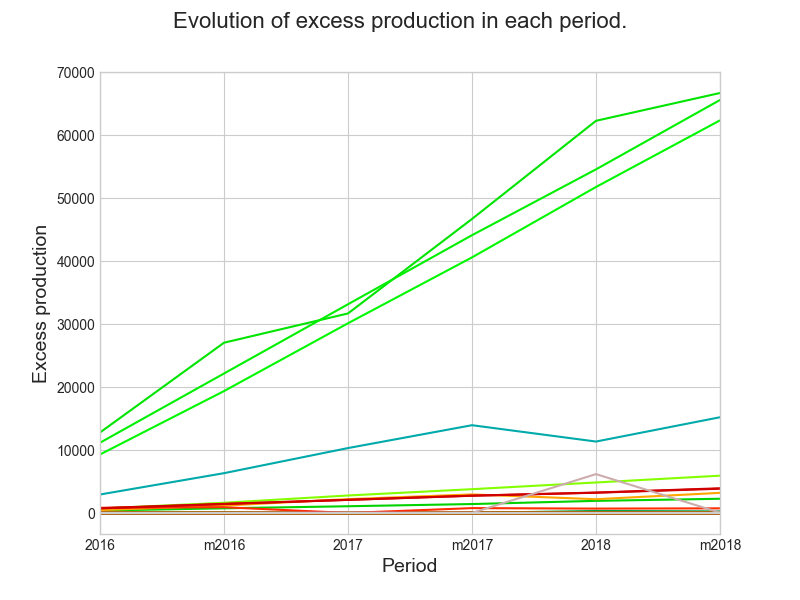 Evolution of excess production in each period.
70000
60000
50000
40000
30000
20000
10000
0
Excess production
2016 m2016 2017 m2017 2018 m2018
Period